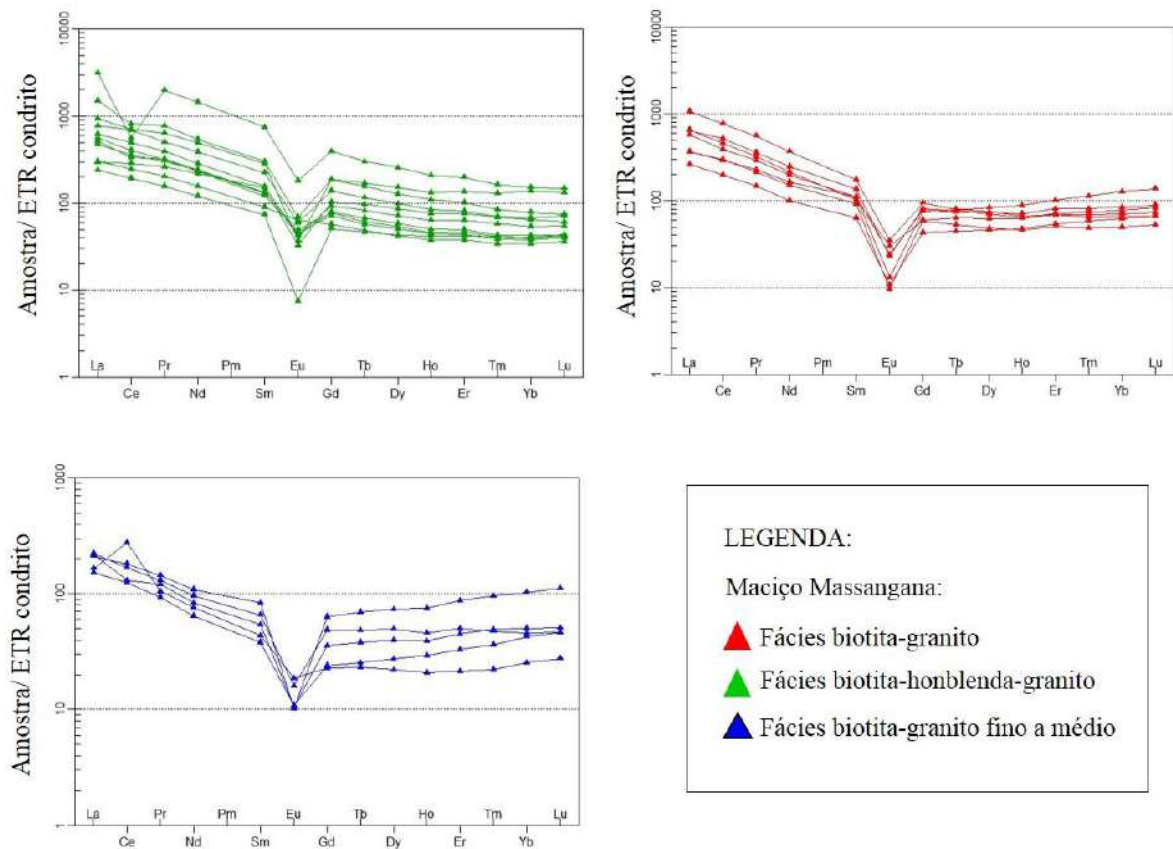 Amostra/ ETR condrito
10000
1000
100
10
1
La Pr Pm Eu Tb Ho Tm Lu
Ce Nd Sm Gd Dy Er Yb
Amostra/ ETR condrito
10000
1000
100
10
1
La Pr Pm Eu Tb Ho Tm Lu
Ce Nd Sm Gd Dy Er Yb
Amostra/ ETR condrito
1000
100
10
1
La Pr Pm Eu Tb Ho Tm Lu
Ce Nd Sm Gd Dy Er Yb
LEGENDA:
Maciço Massangana:
Fácies biotita-granito
Fácies biotita-honblenda-granito
Fácies biotita-granito fino a médio